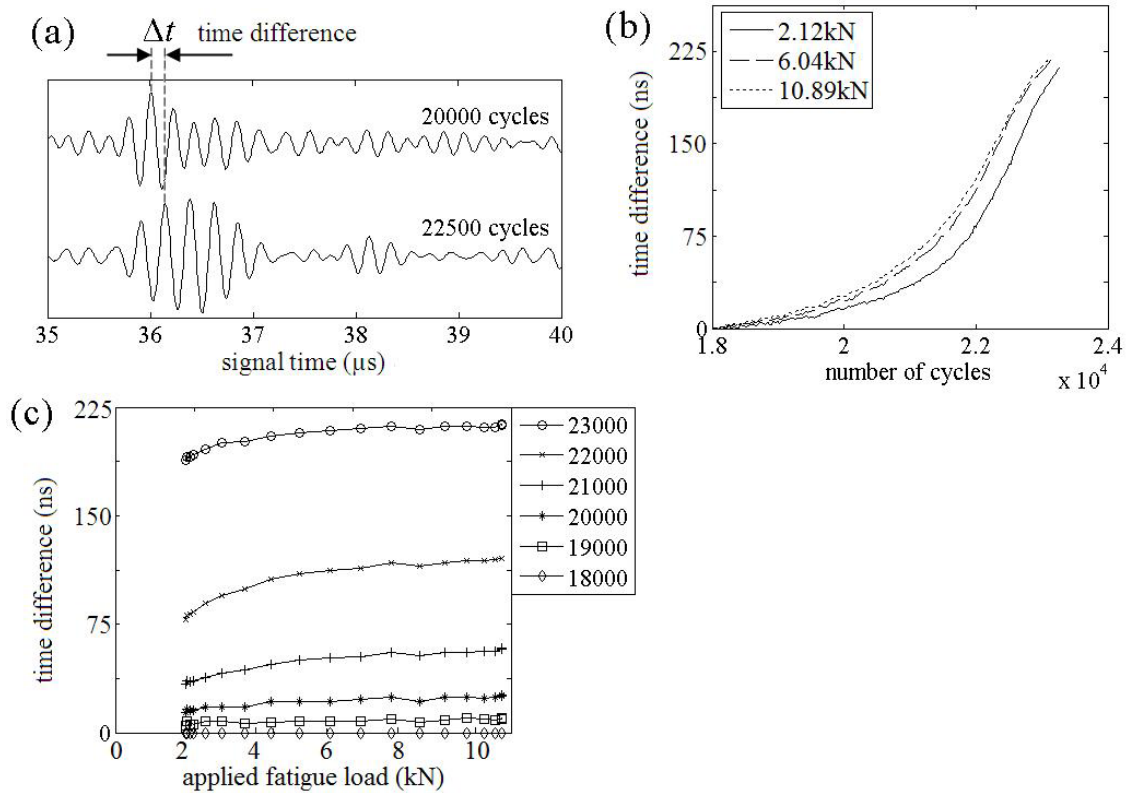 (a)
Δt
time difference
20000 cycles
22500 cycles
35 36 37 38 39 40
signal time (µs)
(b)
2.12kN
6.04kN
10.89kN
225
150
75
0
time difference (ns)
1.8 2 2.2 2.4
x 10⁴
number of cycles
(c)
225
150
75
0
time difference (ns)
23000
22000
21000
20000
19000
18000
0 2 4 6 8 10
applied fatigue load (kN)